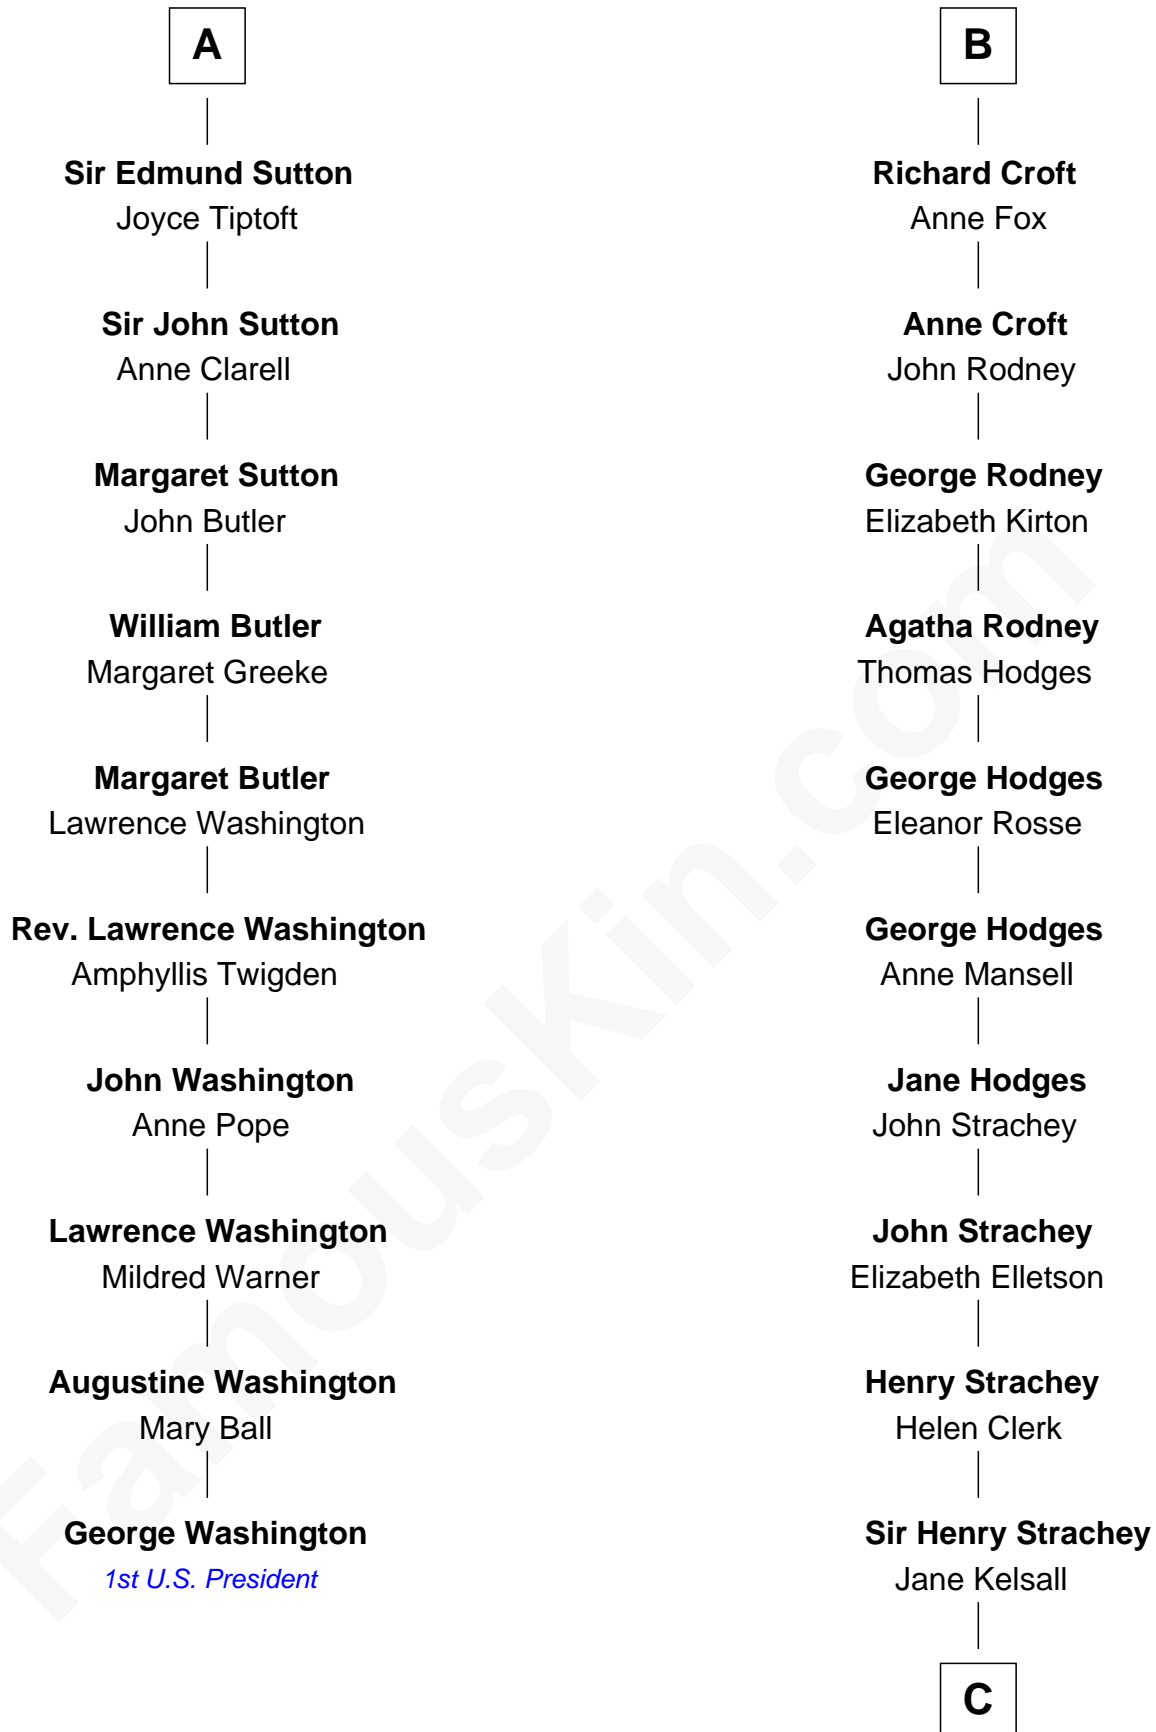 A
Sir Edmund Sutton
Joyce Tiptoft
Sir John Sutton
Anne Clarell
Margaret Sutton
John Butler
William Butler
Margaret Greeke
Margaret Butler
Lawrence Washington
Rev. Lawrence Washington
Amphyllis Twigden
John Washington
Anne Pope
Lawrence Washington
Mildred Warner
Augustine Washington
Mary Ball
George Washington
1st U.S. President
B
Richard Croft
Anne Fox
Anne Croft
John Rodney
George Rodney
Elizabeth Kirton
Agatha Rodney
Thomas Hodges
George Hodges
Eleanor Rosse
George Hodges
Anne Mansell
Jane Hodges
John Strachey
John Strachey
Elizabeth Elletson
Henry Strachey
Helen Clerk
Sir Henry Strachey
Jane Kelsall
C
FamousKin.com